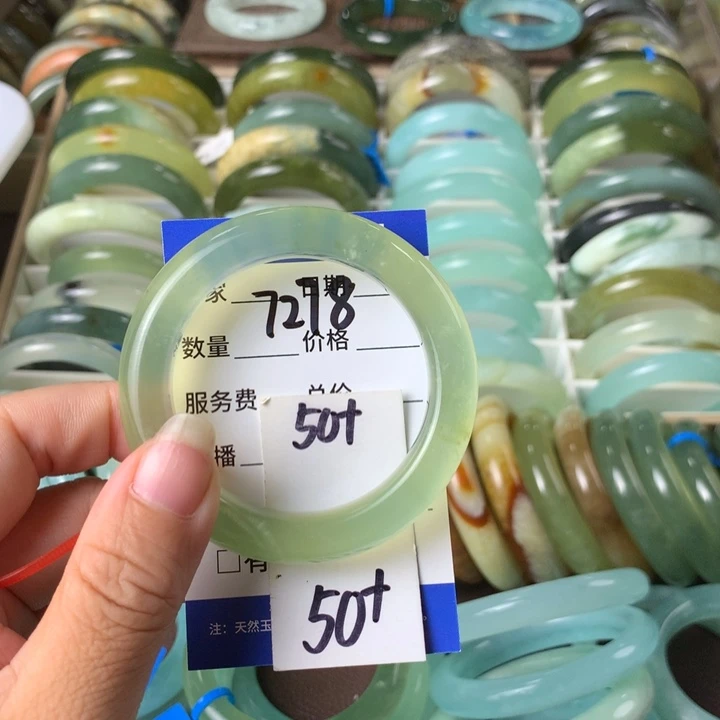 家 日期
7278
数量 价格
服务费 总价
50+
播
有
50+
注：天然玉